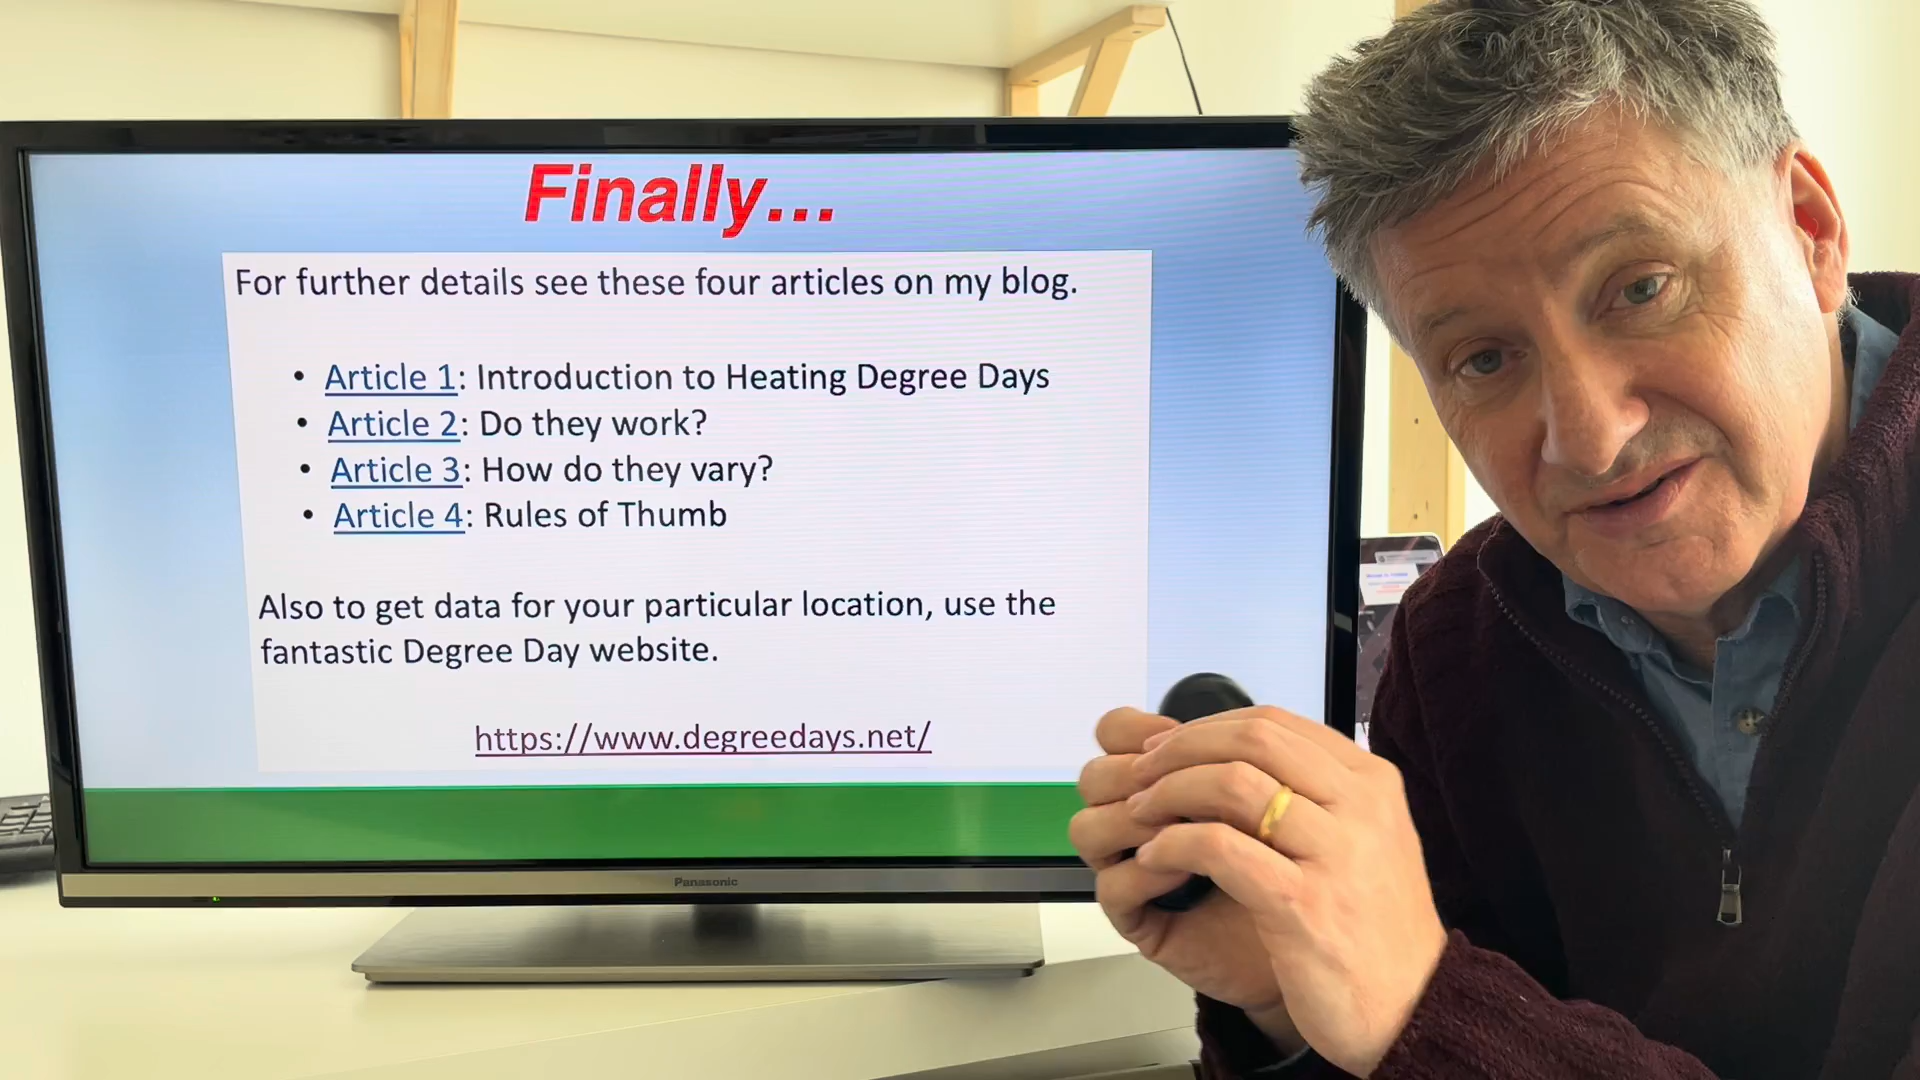 Finally...
For further details see these four articles on my blog.
• Article 1: Introduction to Heating Degree Days
• Article 2: Do they work?
• Article 3: How do they vary?
• Article 4: Rules of Thumb
Also to get data for your particular location, use the
fantastic Degree Day website.
https://www.degreedays.net/
Panasonic